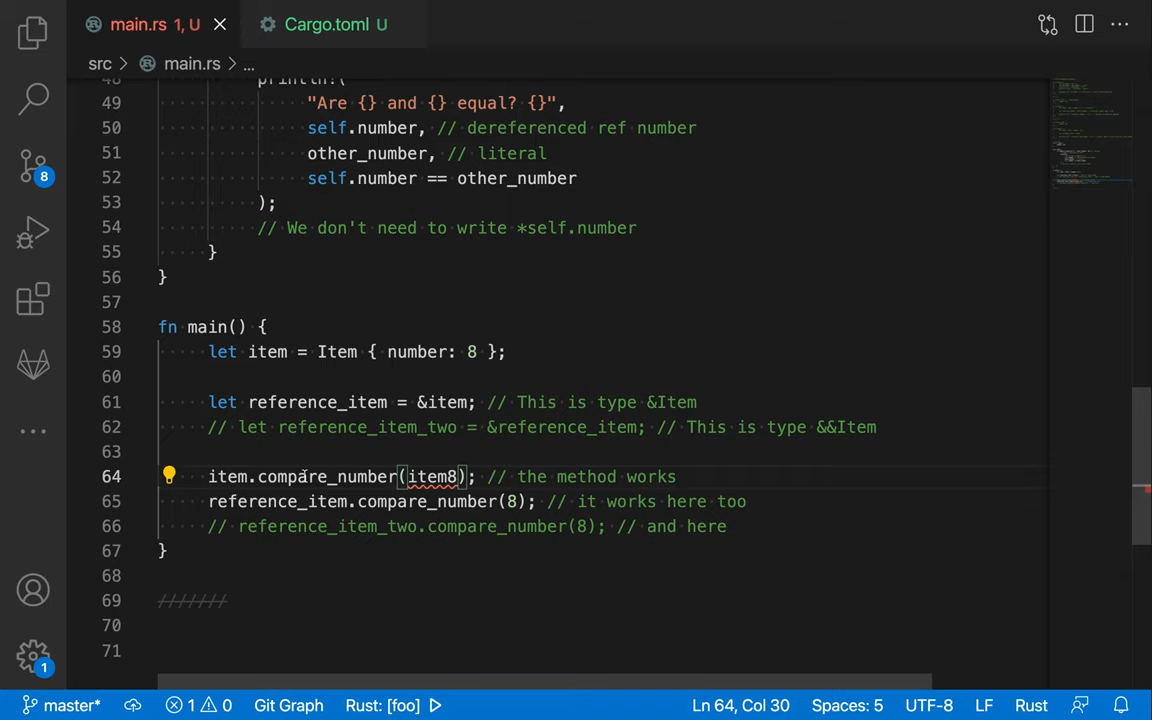 main.rs 1, U
Cargo.toml U
src > main.rs > ...
48 println!(
49 "Are {} and {} equal? {}",
50 self.number, // dereferenced ref number
51 other_number, // literal
52 self.number == other_number
53 );
54 // We don't need to write *self.number
55 }
56 }
57
58 fn main() {
59 let item = Item { number: 8 };
60
61 let reference_item = &item; // This is type &Item
62 // let reference_item_two = &reference_item; // This is type &&Item
63
64 item.compare_number(item8); // the method works
65 reference_item.compare_number(8); // it works here too
66 // reference_item_two.compare_number(8); // and here
67 }
68
69 ///////
70
71
8
1
master* 1 0 Git Graph Rust: [foo] Ln 64, Col 30 Spaces: 5 UTF-8 LF Rust